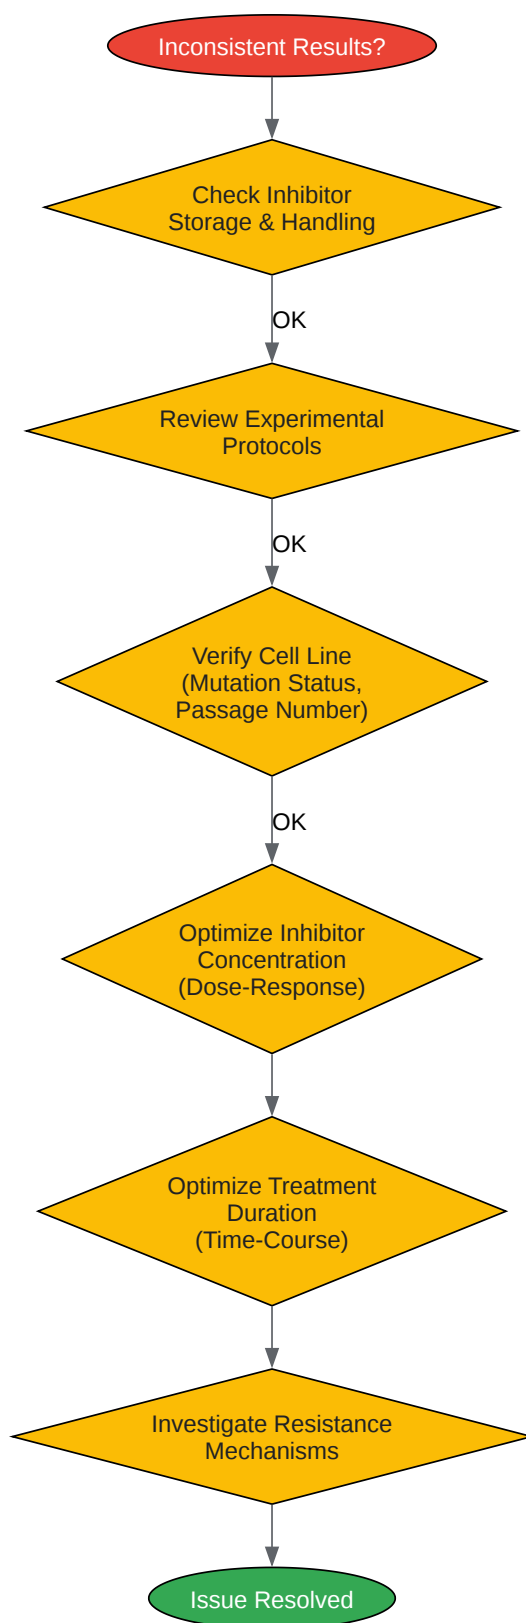 Inconsistent Results?
Check Inhibitor
Storage & Handling
OK
Review Experimental
Protocols
OK
Verify Cell Line
(Mutation Status,
Passage Number)
OK
Optimize Inhibitor
Concentration
(Dose-Response)
Optimize Treatment
Duration
(Time-Course)
Investigate Resistance
Mechanisms
Issue Resolved